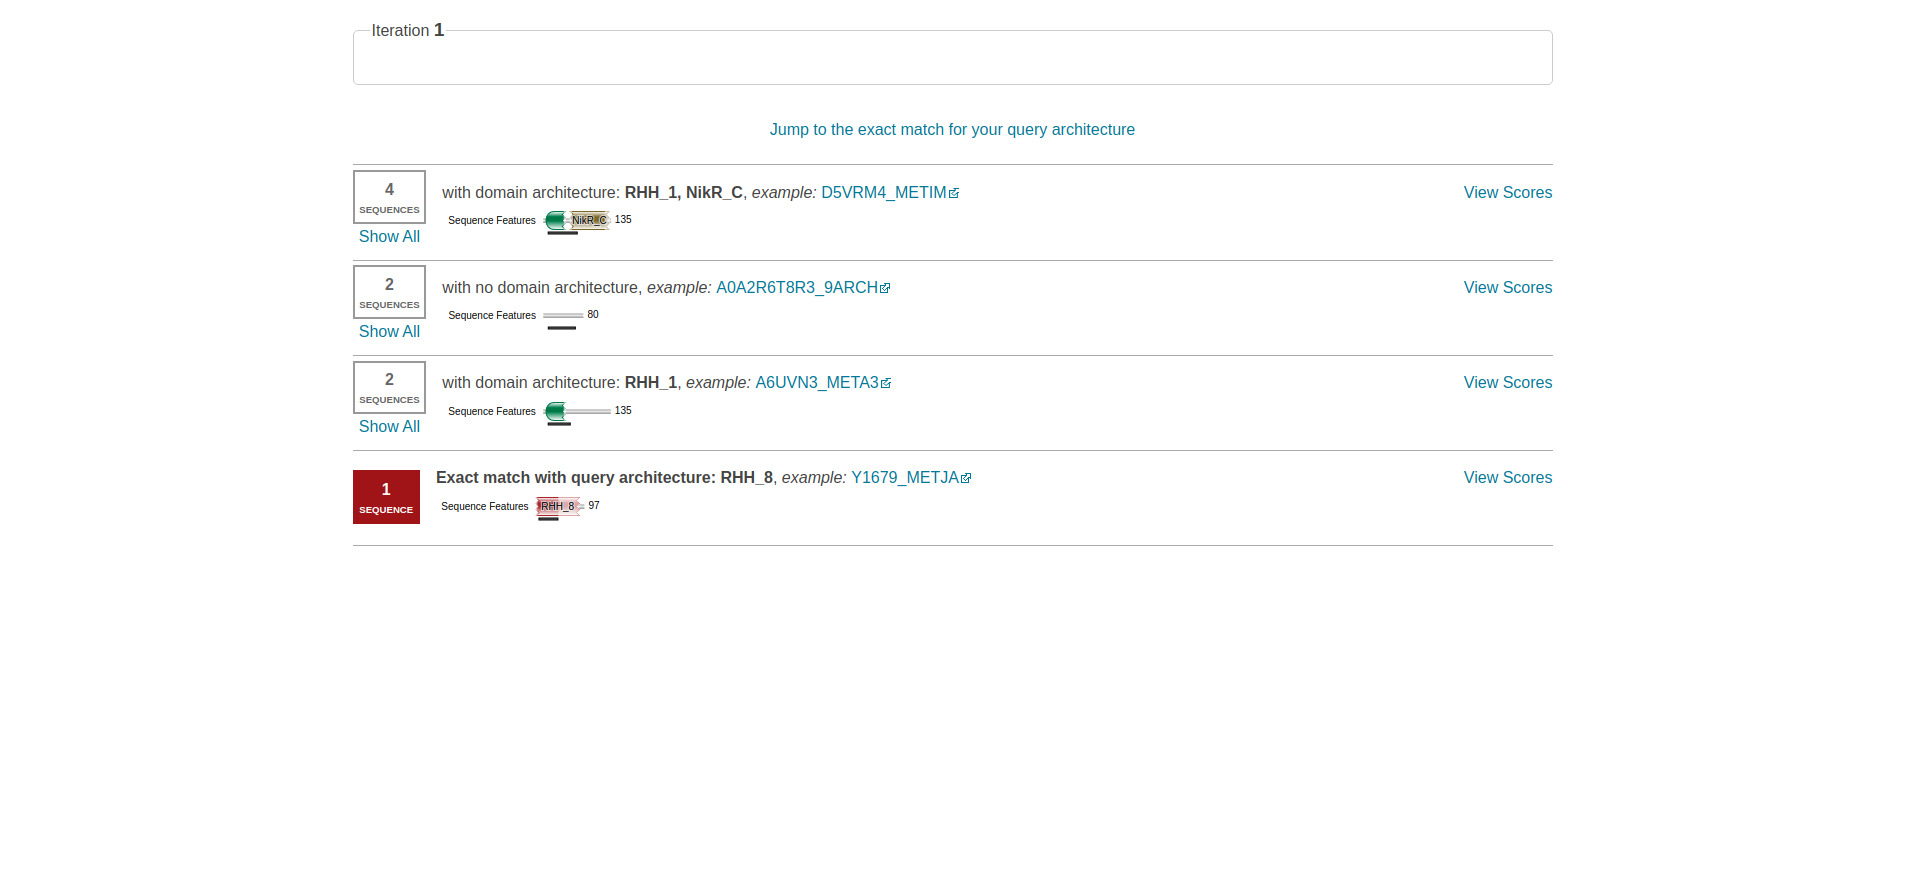 Iteration 1
Jump to the exact match for your query architecture
4
SEQUENCES
Show All
with domain architecture: RHH_1, NikR_C, example: D5VRM4_METIM
View Scores
Sequence Features
NikR_C
135
2
SEQUENCES
Show All
with no domain architecture, example: A0A2R6T8R3_9ARCH
View Scores
Sequence Features
80
2
SEQUENCES
Show All
with domain architecture: RHH_1, example: A6UVN3_META3
View Scores
Sequence Features
135
1
SEQUENCE
Exact match with query architecture: RHH_8, example: Y1679_METJA
View Scores
Sequence Features
RHH_8
97